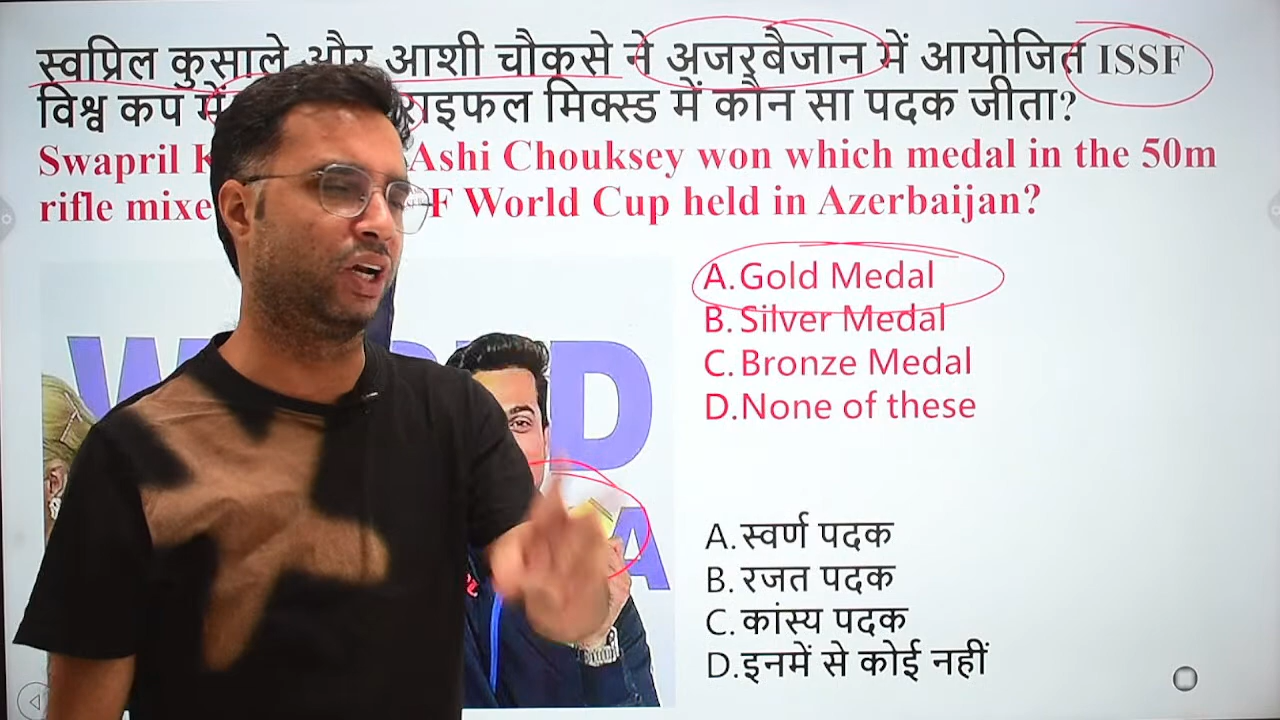 स्वप्रिल कुसाले और आशी चौकसे ने अजरबैजान में आयोजित ISSF
विश्व कप में राइफल मिक्स्ड में कौन सा पदक जीता?
Swapril Ashi Chouksey won which medal in the 50m
rifle World Cup held in Azerbaijan?
A. Gold Medal
B. Silver Medal
C. Bronze Medal
D. None of these
A. स्वर्ण पदक
B. रजत पदक
C. कांस्य पदक
D. इनमें से कोई नहीं